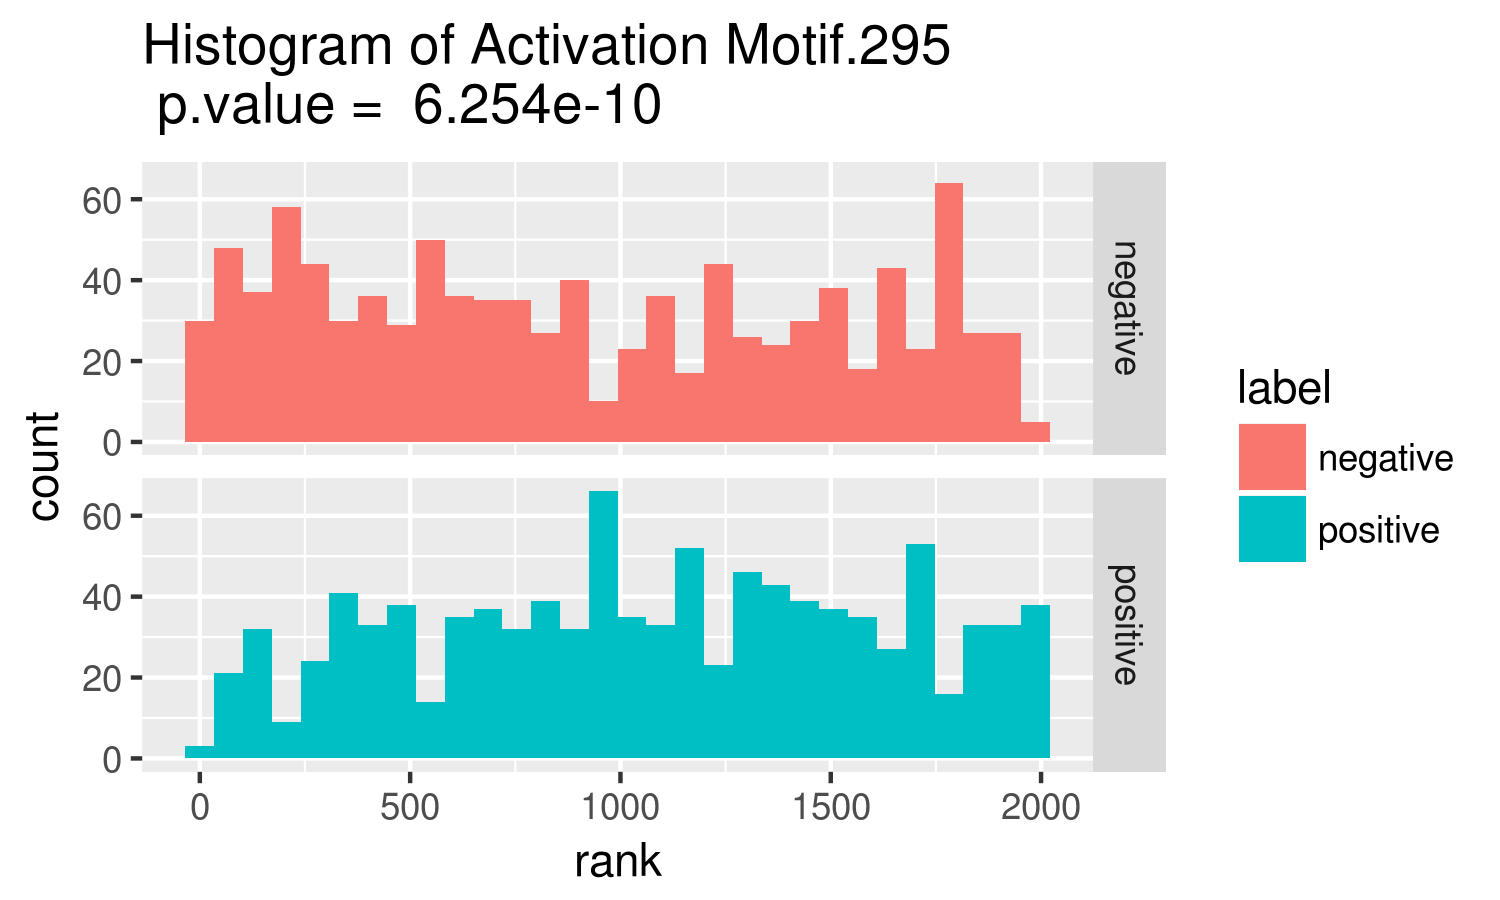 Histogram of Activation Motif.295
p.value = 6.254e-10
count
60
40
20
0
negative
60
40
20
0
positive
0 500 1000 1500 2000
rank
label
negative
positive